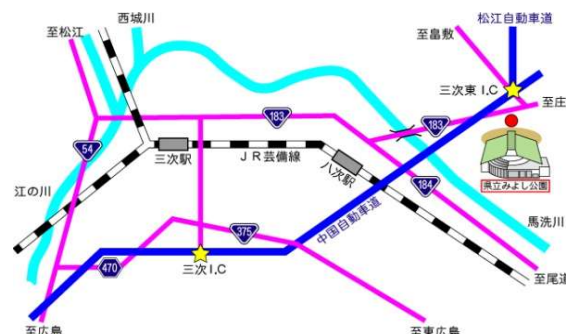 西城川
松江自動車道
至松江
至畠敷
三次東 I.C
183
183
至庄
54
三次駅
JR芸備線
八次駅
184
県立みよし公園
江の川
中国自動車道
馬洗川
375
三次I.C
470
至尾道
至広島
至東広島